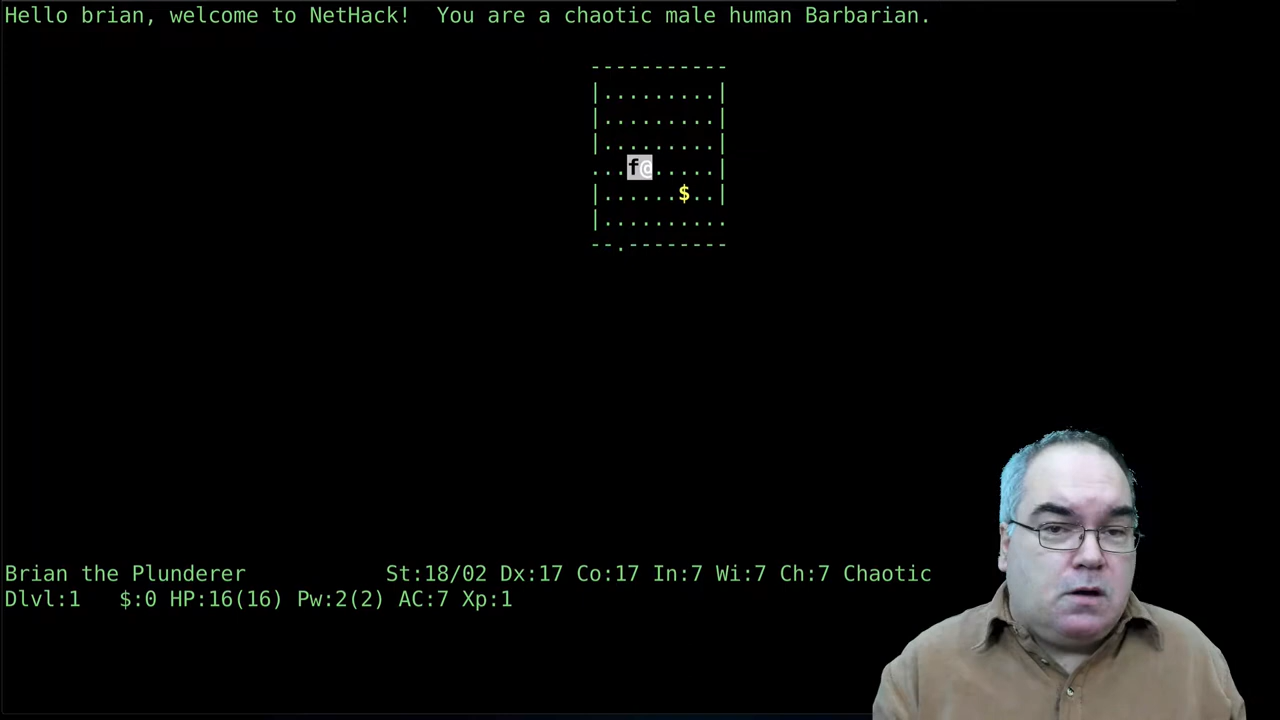 Hello brian, welcome to NetHack!  You are a chaotic male human Barbarian.
-----------
|.........|
|.........|
|.........|
...f@.....|
|......$..|
|..........
--.--------
Brian the Plunderer St:18/02 Dx:17 Co:17 In:7 Wi:7 Ch:7 Chaotic
Dlvl:1 $:0 HP:16(16) Pw:2(2) AC:7 Xp:1